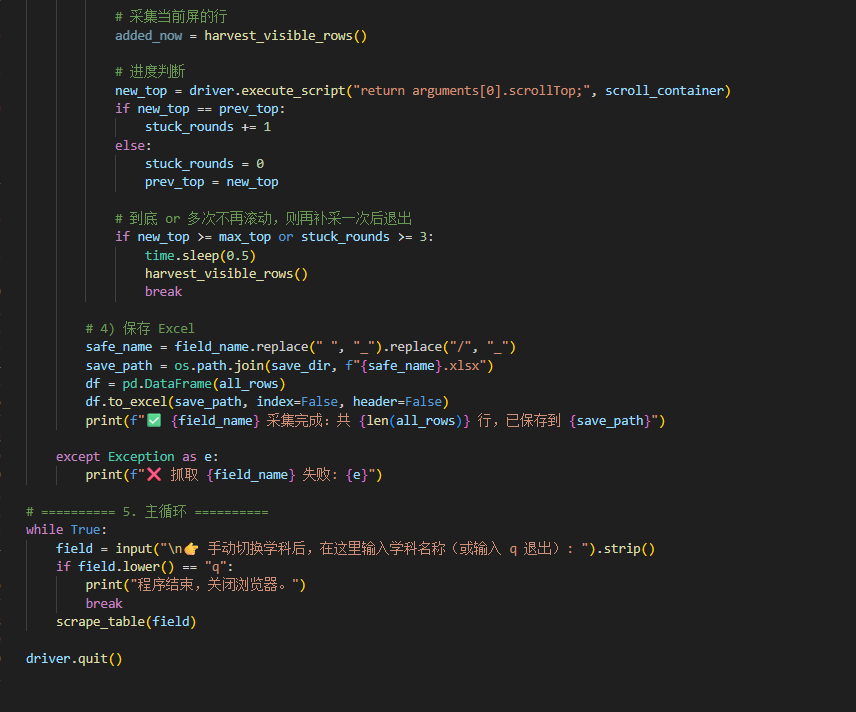 # 采集当前屏的行
added_now = harvest_visible_rows()
# 进度判断
new_top = driver.execute_script("return arguments[0].scrollTop;", scroll_container)
if new_top == prev_top:
stuck_rounds += 1
else:
stuck_rounds = 0
prev_top = new_top
# 到底 or 多次不再滚动，则再补采一次后退出
if new_top >= max_top or stuck_rounds >= 3:
time.sleep(0.5)
harvest_visible_rows()
break
# 4) 保存 Excel
safe_name = field_name.replace(" ", "_").replace("/", "_")
save_path = os.path.join(save_dir, f"{safe_name}.xlsx")
df = pd.DataFrame(all_rows)
df.to_excel(save_path, index=False, header=False)
print(f"✅ {field_name} 采集完成：共 {len(all_rows)} 行，已保存到 {save_path}")
except Exception as e:
print(f"❌ 抓取 {field_name} 失败: {e}")
# ========== 5. 主循环 ==========
while True:
field = input("\n👉 手动切换学科后，在这里输入学科名称（或输入 q 退出）: ").strip()
if field.lower() == "q":
print("程序结束，关闭浏览器。")
break
scrape_table(field)
driver.quit()